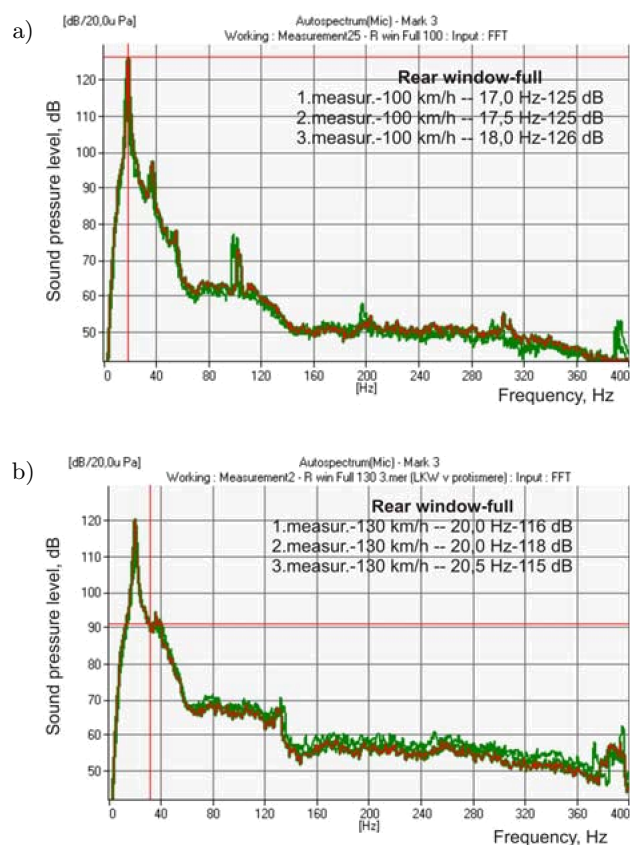 a)
[dB/20,0u Pa]
Autospectrum(Mic) - Mark 3
Working : Measurement25 - R win Full 100 : Input : FFT
Sound pressure level, dB
120
110
100
90
80
70
60
50
Rear window-full
1.measur.-100 km/h -- 17,0 Hz-125 dB
2.measur.-100 km/h -- 17,5 Hz-125 dB
3.measur.-100 km/h -- 18,0 Hz-126 dB
0 40 80 120 160 200 240 280 320 360 400
[Hz]
Frequency, Hz
b)
[dB/20,0u Pa]
Autospectrum(Mic) - Mark 3
Working : Measurement2 - R win Full 130 3.mer (LKW v protismere) : Input : FFT
Sound pressure level, dB
120
110
100
90
80
70
60
50
Rear window-full
1.measur.-130 km/h -- 20,0 Hz-116 dB
2.measur.-130 km/h -- 20,0 Hz-118 dB
3.measur.-130 km/h -- 20,5 Hz-115 dB
0 40 80 120 160 200 240 280 320 360 400
[Hz]
Frequency, Hz